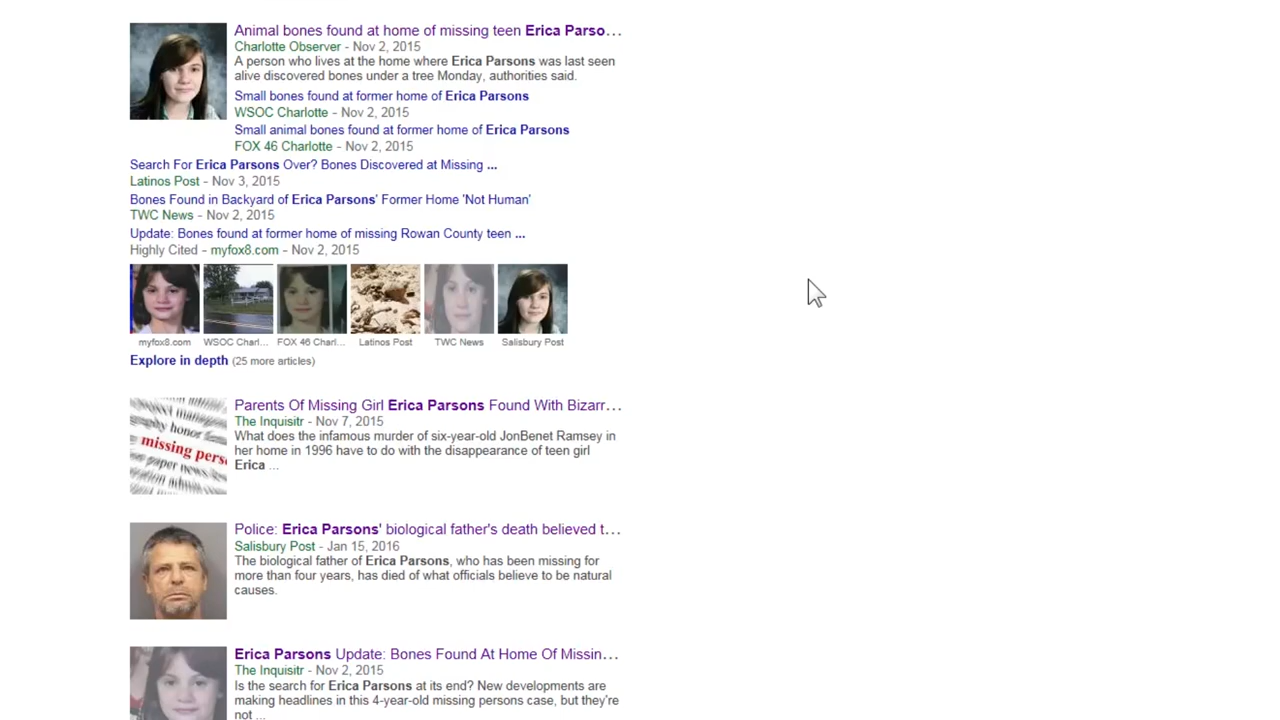 Animal bones found at home of missing teen Erica Parso...
Charlotte Observer - Nov 2, 2015
A person who lives at the home where Erica Parsons was last seen
alive discovered bones under a tree Monday, authorities said.
Small bones found at former home of Erica Parsons
WSOC Charlotte - Nov 2, 2015
Small animal bones found at former home of Erica Parsons
FOX 46 Charlotte - Nov 2, 2015
Search For Erica Parsons Over? Bones Discovered at Missing ...
Latinos Post - Nov 3, 2015
Bones Found in Backyard of Erica Parsons' Former Home 'Not Human'
TWC News - Nov 2, 2015
Update: Bones found at former home of missing Rowan County teen ...
Highly Cited - myfox8.com - Nov 2, 2015
myfox8.com WSOC Charl... FOX 46 Charl... Latinos Post TWC News Salisbury Post
Explore in depth (25 more articles)
Parents Of Missing Girl Erica Parsons Found With Bizarr...
The Inquisitr - Nov 7, 2015
What does the infamous murder of six-year-old JonBenet Ramsey in
her home in 1996 have to do with the disappearance of teen girl
Erica ...
honor
missing pers
paper
Police: Erica Parsons' biological father's death believed t...
Salisbury Post - Jan 15, 2016
The biological father of Erica Parsons, who has been missing for
more than four years, has died of what officials believe to be natural
causes.
Erica Parsons Update: Bones Found At Home Of Missin...
The Inquisitr - Nov 2, 2015
Is the search for Erica Parsons at its end? New developments are
making headlines in this 4-year-old missing persons case, but they're
not ...